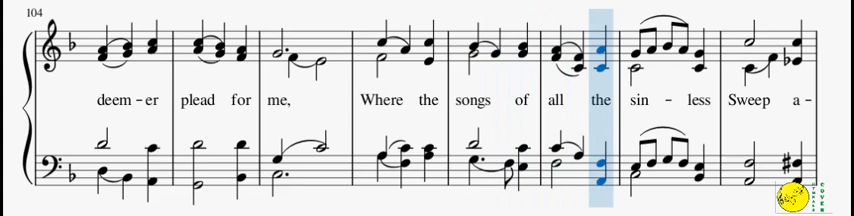 104
deem - er plead for me, Where the songs of all the sin - less Sweep a -